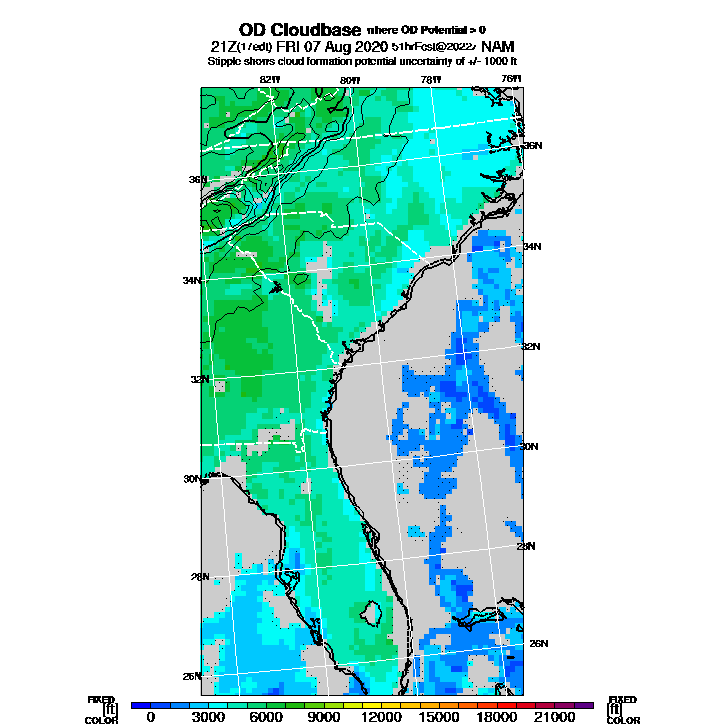 OD Cloudbase where OD Potential > 0
21Z(17edt) FRI 07 Aug 2020 51hrFcst@2022z NAM
Stipple shows cloud formation potential uncertainty of +/- 1000 ft
82W 80W 78W 76W
36N
36N
34N
34N
32N
32N
30N
30N
28N
28N
26N
26N
FIXED FIXED
[ft] [ft]
COLOR COLOR
0 3000 6000 9000 12000 15000 18000 21000